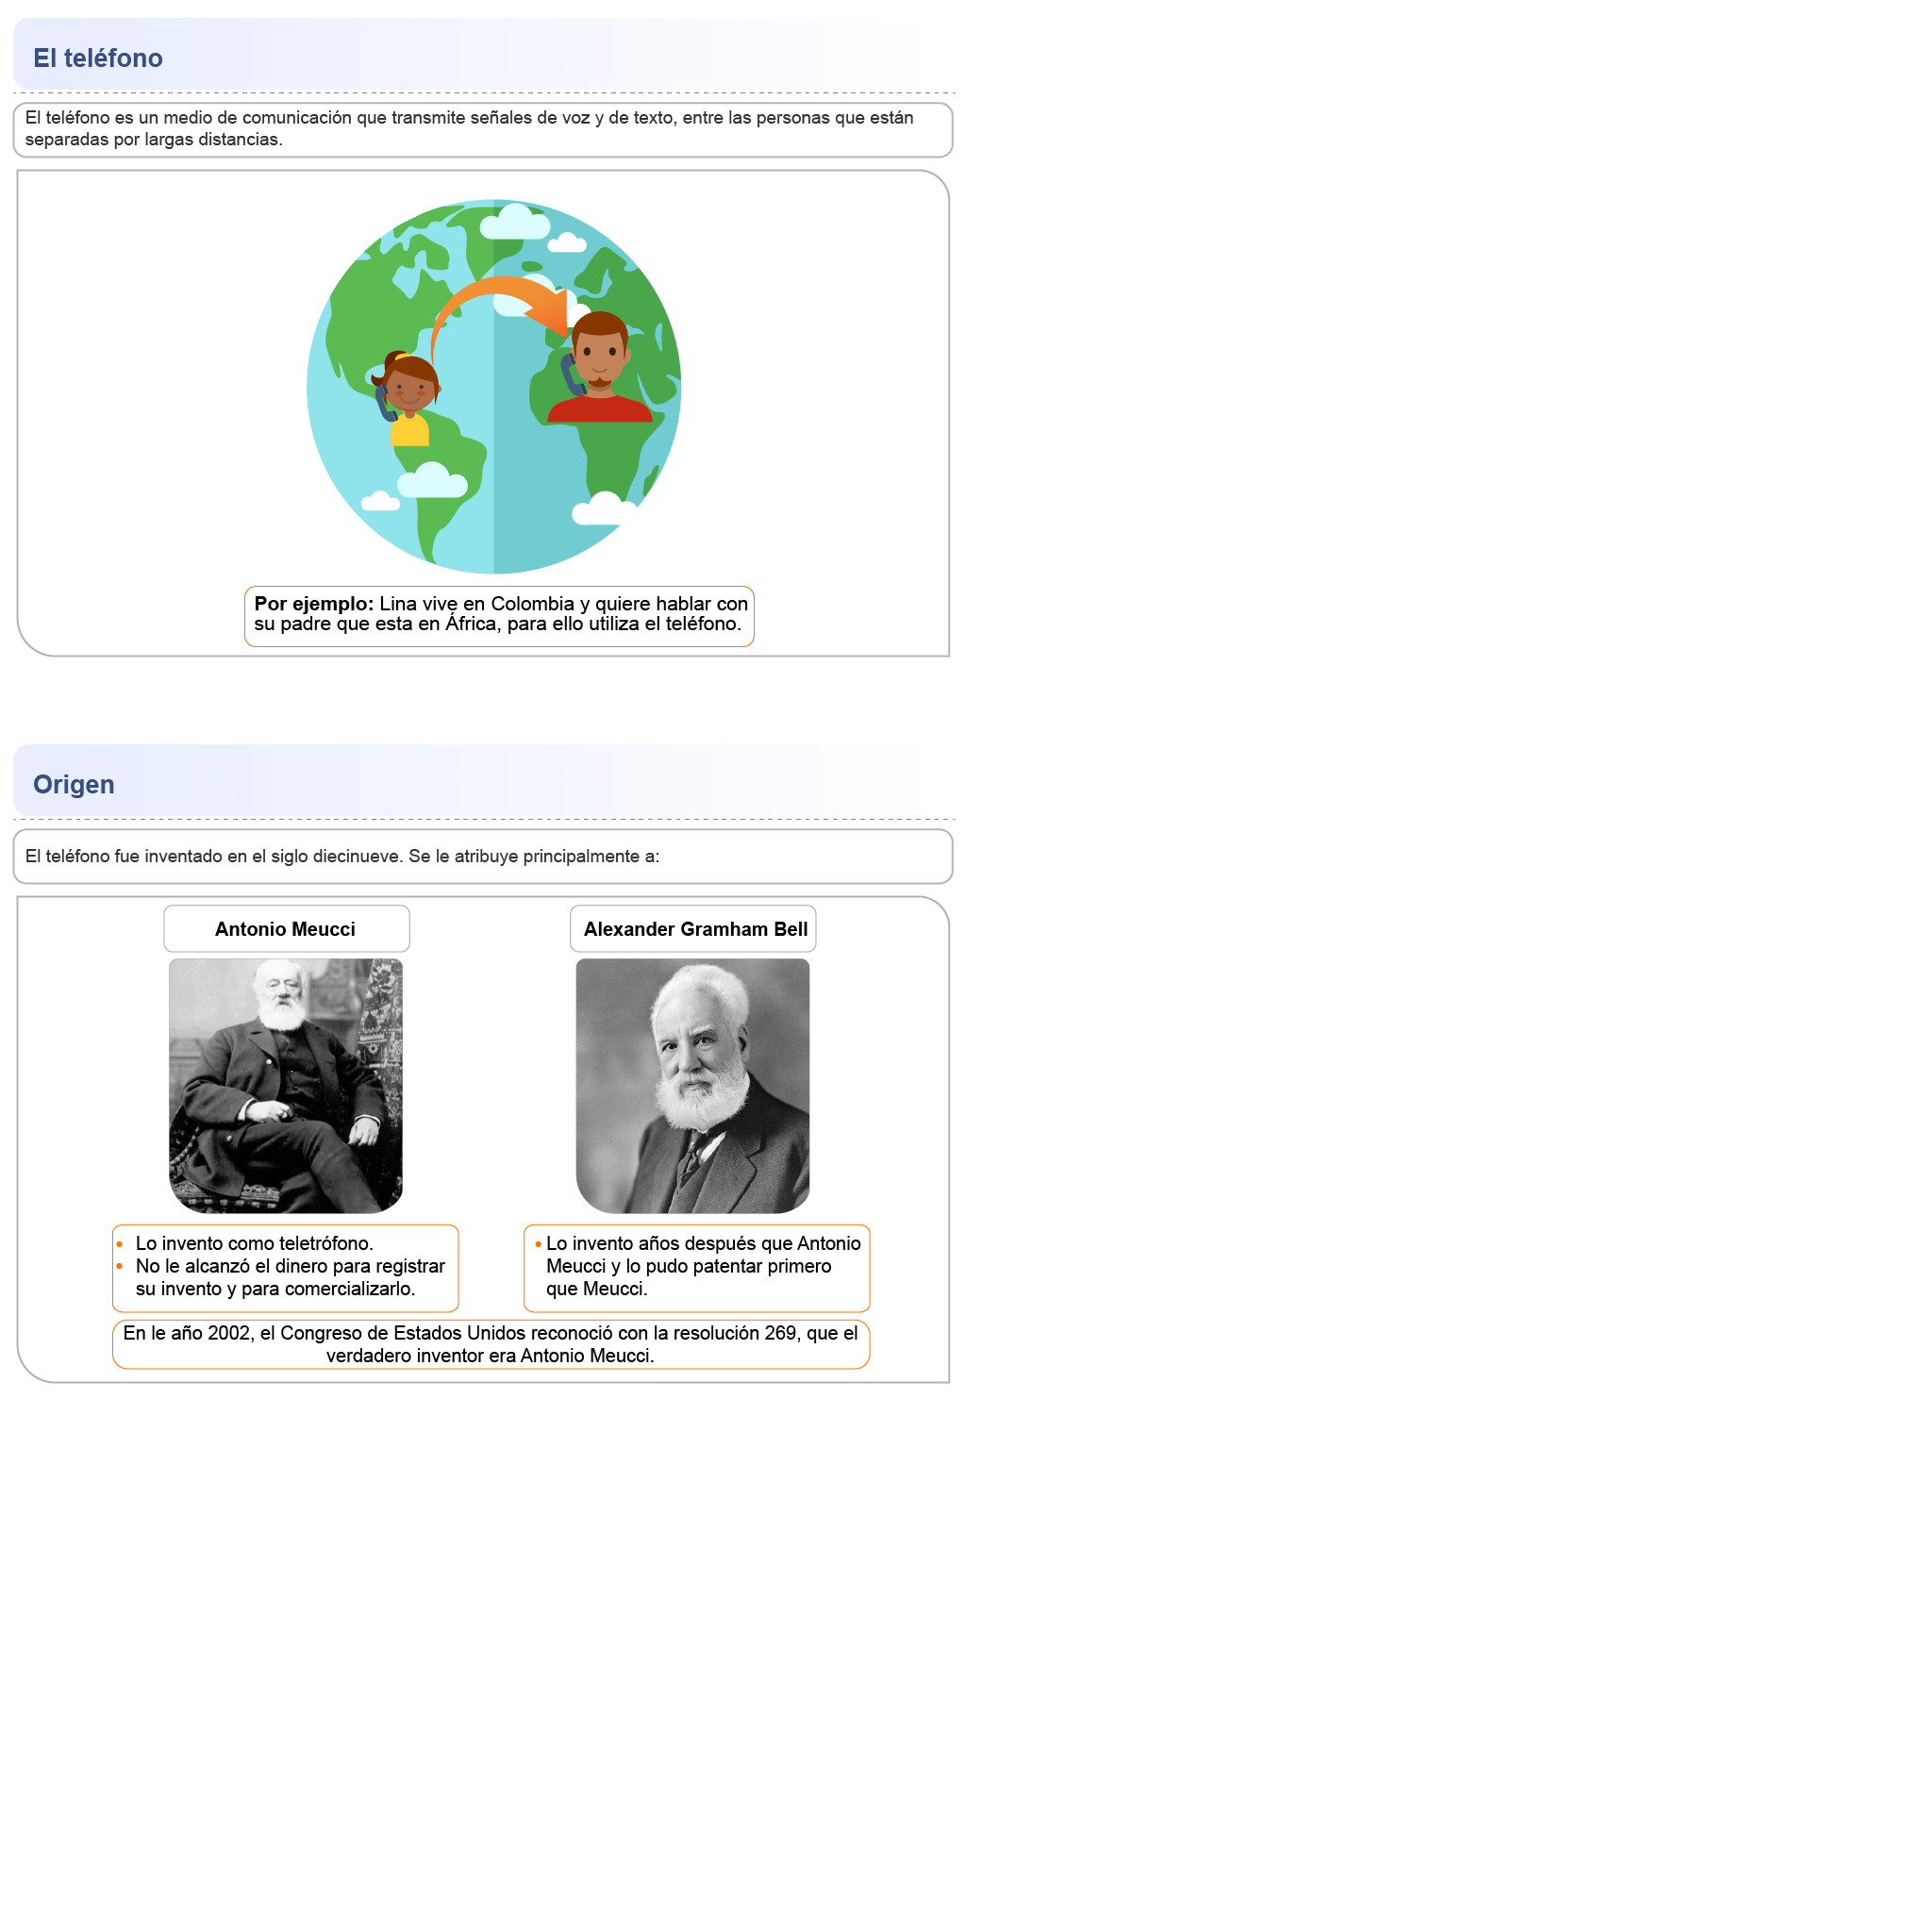 El teléfono
El teléfono es un medio de comunicación que transmite señales de voz y de texto, entre las personas que están
separadas por largas distancias.
Por ejemplo: Lina vive en Colombia y quiere hablar con
su padre que esta en África, para ello utiliza el teléfono.
Origen
El teléfono fue inventado en el siglo diecinueve. Se le atribuye principalmente a:
Antonio Meucci
Alexander Gramham Bell
• Lo invento como teletrófono.
• No le alcanzó el dinero para registrar
su invento y para comercializarlo.
• Lo invento años después que Antonio
Meucci y lo pudo patentar primero
que Meucci.
En le año 2002, el Congreso de Estados Unidos reconoció con la resolución 269, que el
verdadero inventor era Antonio Meucci.